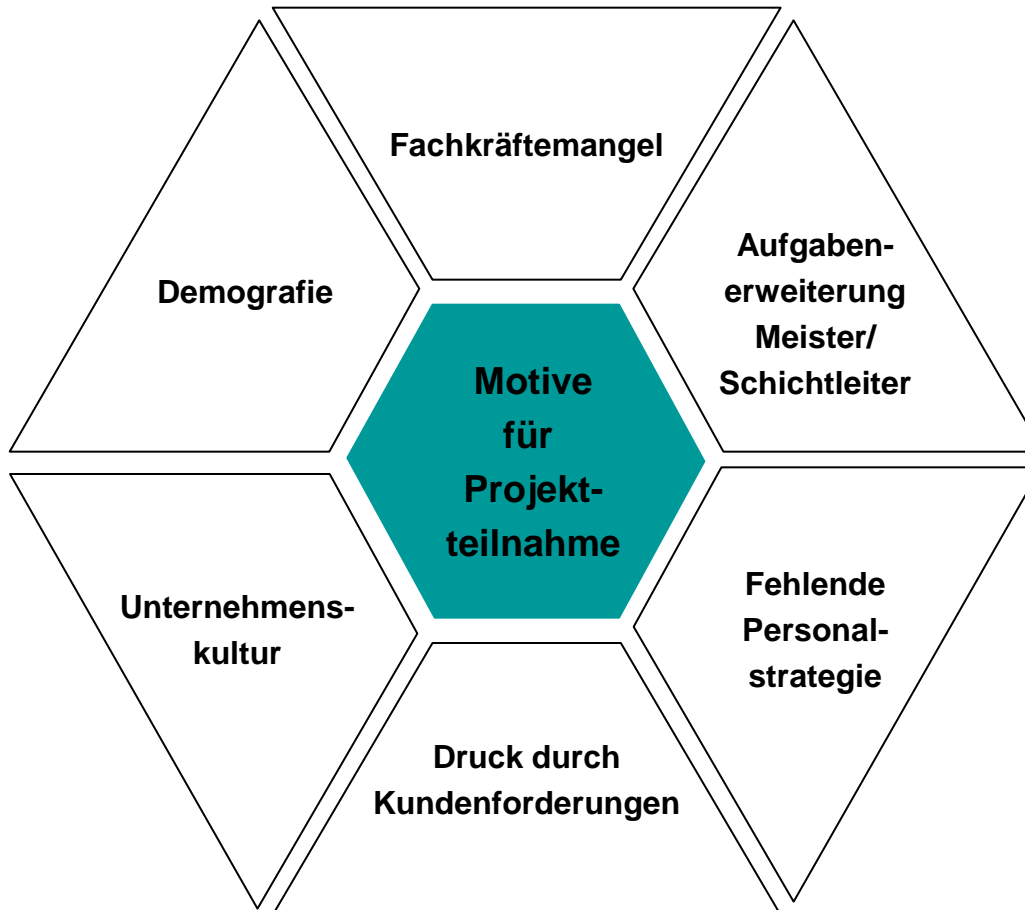 Fachkräftemangel
Aufgaben-
erweiterung
Meister/
Schichtleiter
Demografie
Motive
für
Projekt-
teilnahme
Unternehmens-
kultur
Fehlende
Personal-
strategie
Druck durch
Kundenforderungen